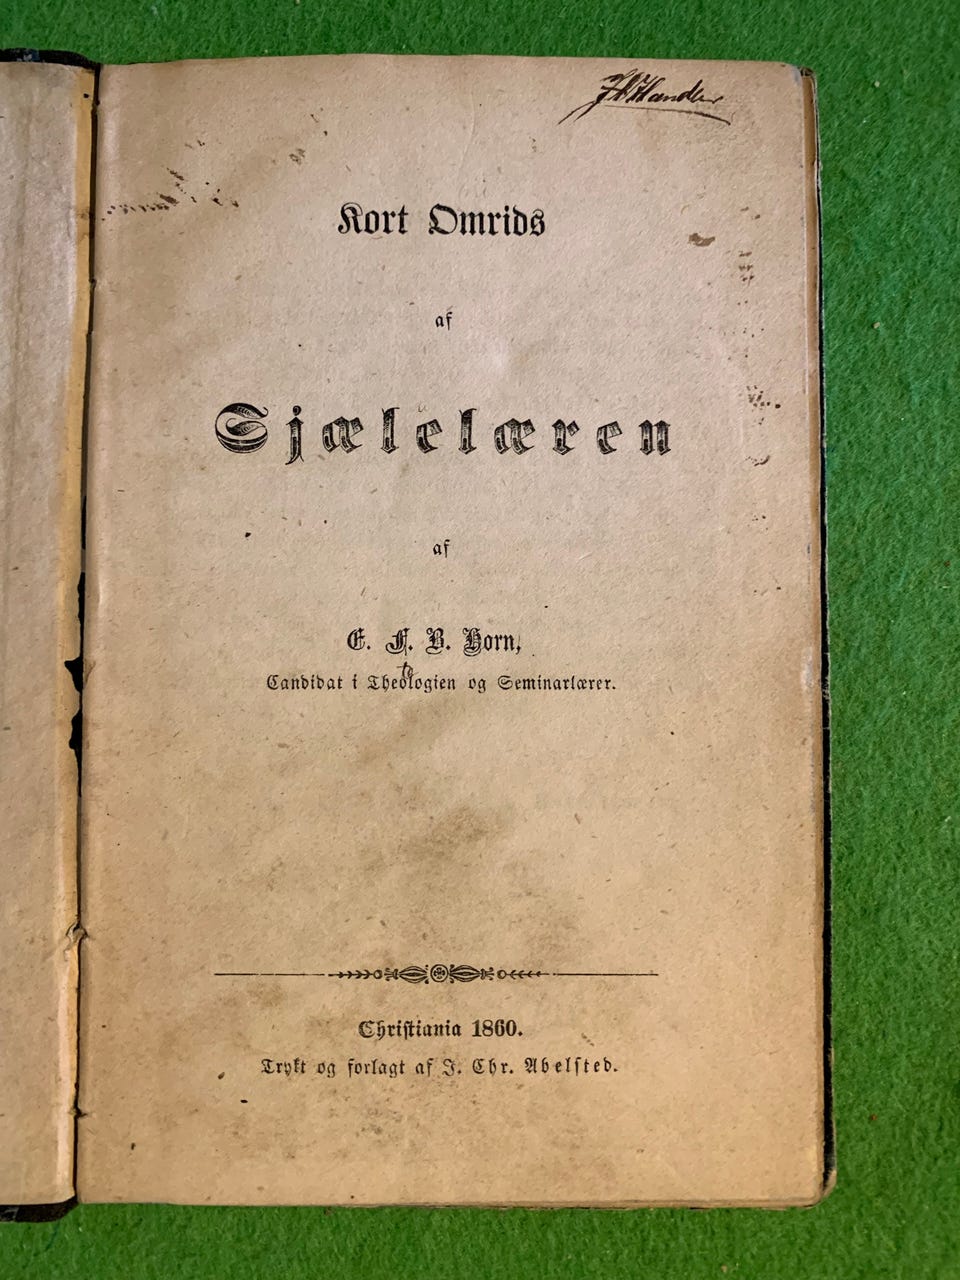 Kort Omrids
af
Sjælelæren
af
E. F. B. Horn,
Candidat i Theologien og Seminarlærer.
Christiania 1860.
Trykt og forlagt af J. Chr. Abelsted.